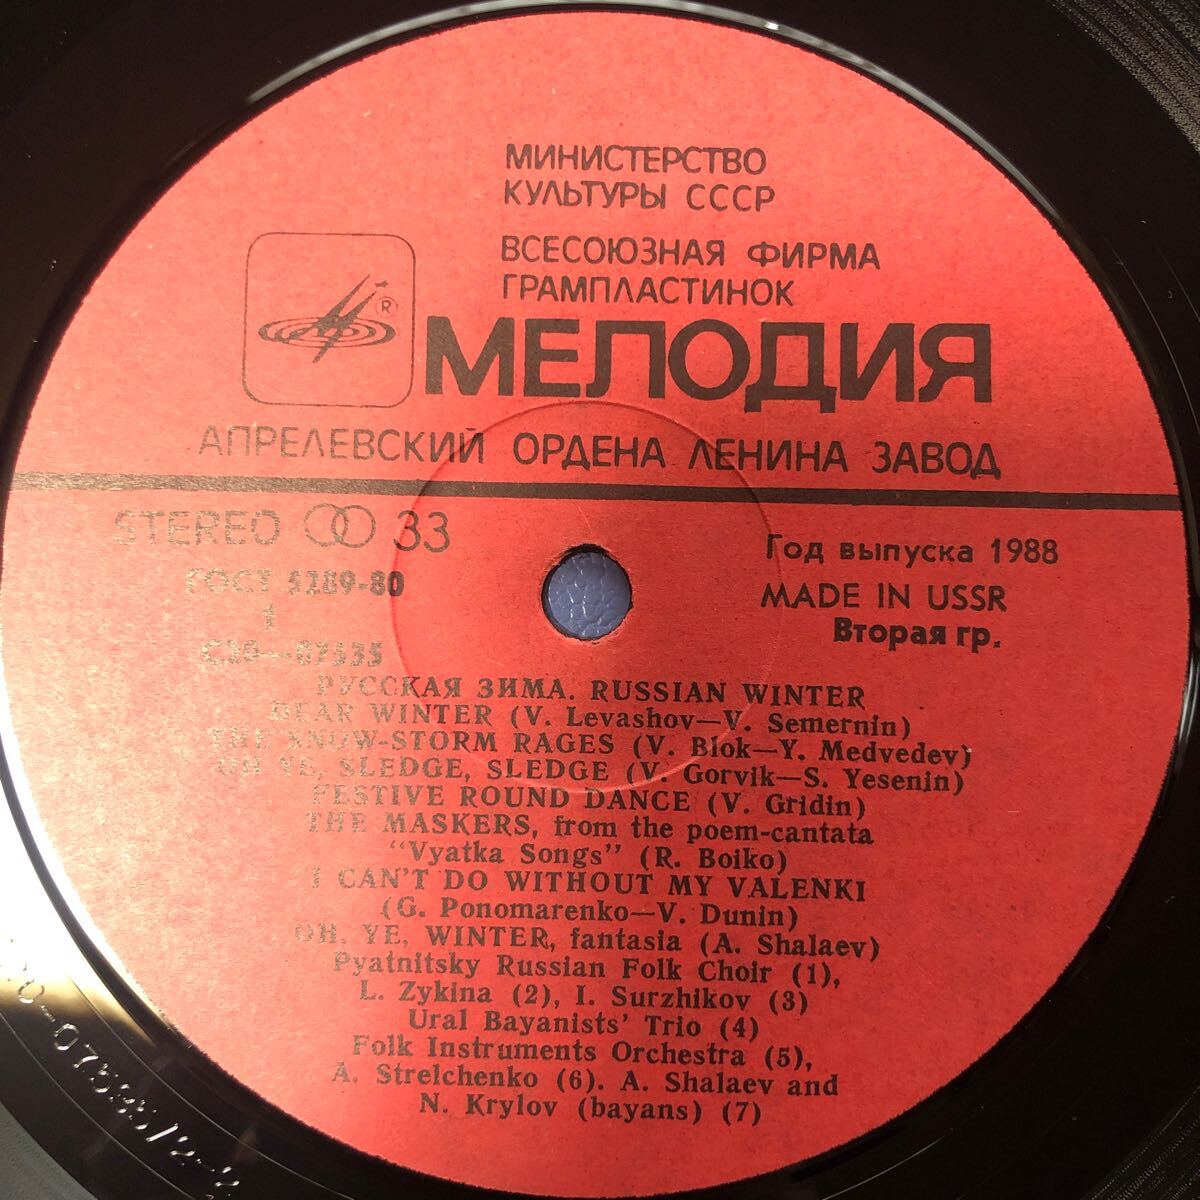 МИНИСТЕРСТВО
КУЛЬТУРЫ СССР
ВСЕСОЮЗНАЯ ФИРМА
ГРАМПЛАСТИНОК
®
МЕЛОДИЯ
АПРЕЛЕВСКИЙ ОРДЕНА ЛЕНИНА ЗАВОД
STEREO 33
ГОСТ 5289-80
1
С20—07535
Год выпуска 1988
MADE IN USSR
Вторая гр.
РУССКАЯ ЗИМА. RUSSIAN WINTER
DEAR WINTER (V. Levashov—V. Semernin)
THE SNOW-STORM RAGES (V. Blok—Y. Medvedev)
OH YE, SLEDGE, SLEDGE (V. Gorvik—S. Yesenin)
FESTIVE ROUND DANCE (V. Gridin)
THE MASKERS, from the poem-cantata
“Vyatka Songs” (R. Boiko)
I CAN'T DO WITHOUT MY VALENKI
(G. Ponomarenko—V. Dunin)
OH, YE, WINTER, fantasia (A. Shalaev)
Pyatnitsky Russian Folk Choir (1),
L. Zykina (2), I. Surzhikov (3)
Ural Bayanists' Trio (4)
Folk Instruments Orchestra (5),
A. Strelchenko (6). A. Shalaev and
N. Krylov (bayans) (7)